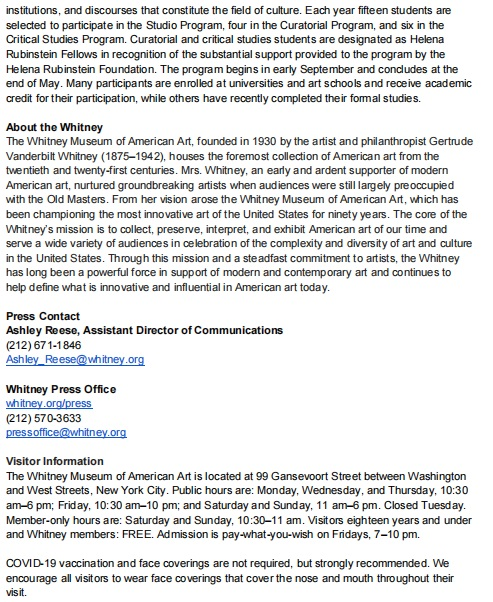 institutions, and discourses that constitute the field of culture. Each year fifteen students are
selected to participate in the Studio Program, four in the Curatorial Program, and six in the
Critical Studies Program. Curatorial and critical studies students are designated as Helena
Rubinstein Fellows in recognition of the substantial support provided to the program by the
Helena Rubinstein Foundation. The program begins in early September and concludes at the
end of May. Many participants are enrolled at universities and art schools and receive academic
credit for their participation, while others have recently completed their formal studies.
About the Whitney
The Whitney Museum of American Art, founded in 1930 by the artist and philanthropist Gertrude
Vanderbilt Whitney (1875–1942), houses the foremost collection of American art from the
twentieth and twenty-first centuries. Mrs. Whitney, an early and ardent supporter of modern
American art, nurtured groundbreaking artists when audiences were still largely preoccupied
with the Old Masters. From her vision arose the Whitney Museum of American Art, which has
been championing the most innovative art of the United States for ninety years. The core of the
Whitney's mission is to collect, preserve, interpret, and exhibit American art of our time and
serve a wide variety of audiences in celebration of the complexity and diversity of art and culture
in the United States. Through this mission and a steadfast commitment to artists, the Whitney
has long been a powerful force in support of modern and contemporary art and continues to
help define what is innovative and influential in American art today.
Press Contact
Ashley Reese, Assistant Director of Communications
(212) 671-1846
Ashley_Reese@whitney.org
Whitney Press Office
whitney.org/press
(212) 570-3633
pressoffice@whitney.org
Visitor Information
The Whitney Museum of American Art is located at 99 Gansevoort Street between Washington
and West Streets, New York City. Public hours are: Monday, Wednesday, and Thursday, 10:30
am–6 pm; Friday, 10:30 am–10 pm; and Saturday and Sunday, 11 am–6 pm. Closed Tuesday.
Member-only hours are: Saturday and Sunday, 10:30–11 am. Visitors eighteen years and under
and Whitney members: FREE. Admission is pay-what-you-wish on Fridays, 7–10 pm.
COVID-19 vaccination and face coverings are not required, but strongly recommended. We
encourage all visitors to wear face coverings that cover the nose and mouth throughout their
visit.